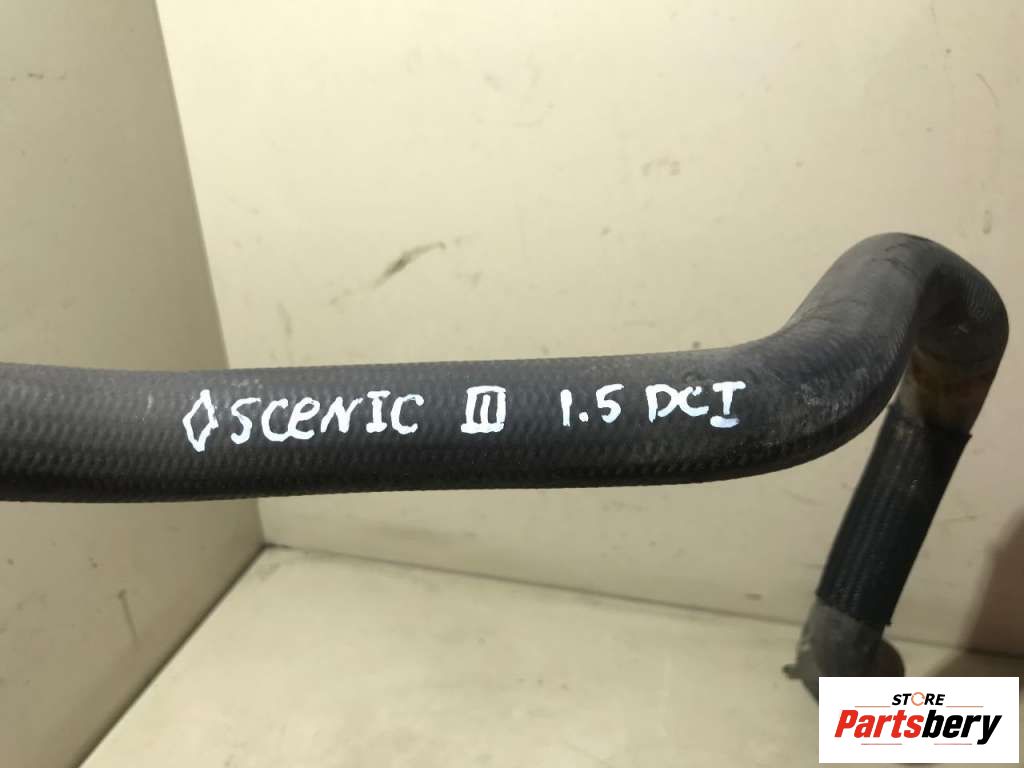 ◊ SCENIC III 1.5 DCI
STORE
Partsbery